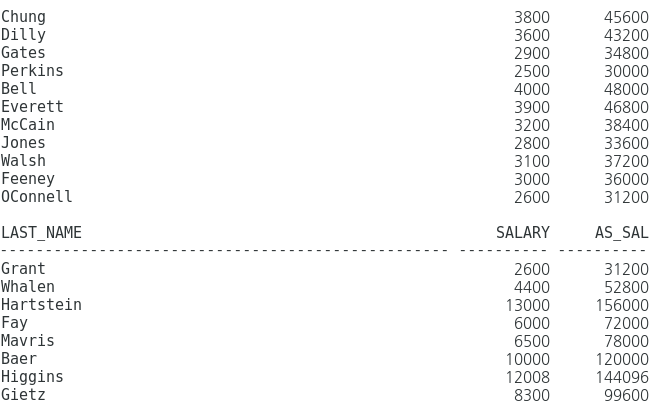 Chung 3800 45600
Dilly 3600 43200
Gates 2900 34800
Perkins 2500 30000
Bell 4000 48000
Everett 3900 46800
McCain 3200 38400
Jones 2800 33600
Walsh 3100 37200
Feeney 3000 36000
OConnell 2600 31200
LAST_NAME SALARY AS_SAL
-------------------------------------------------- ---------- ----------
Grant 2600 31200
Whalen 4400 52800
Hartstein 13000 156000
Fay 6000 72000
Mavris 6500 78000
Baer 10000 120000
Higgins 12008 144096
Gietz 8300 99600